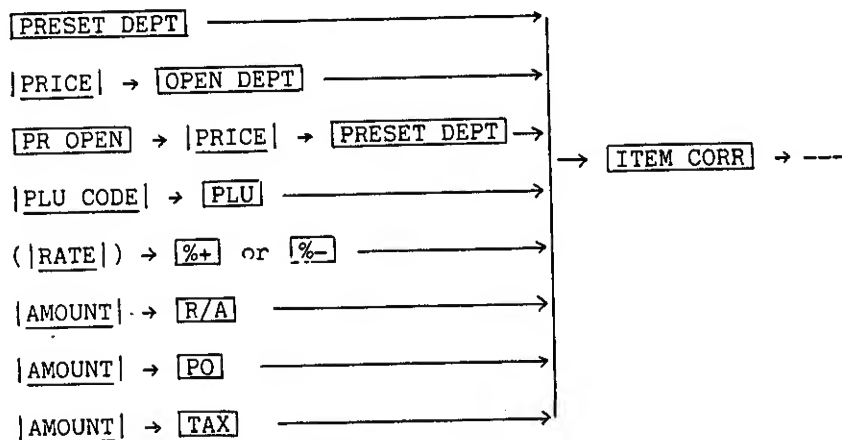 PRESET DEPT
|PRICE| → OPEN DEPT
PR OPEN → |PRICE| → PRESET DEPT → ITEM CORR → ---
|PLU CODE| → PLU
(|RATE|) → %+ or %-
|AMOUNT| → R/A
|AMOUNT| → PO
|AMOUNT| → TAX